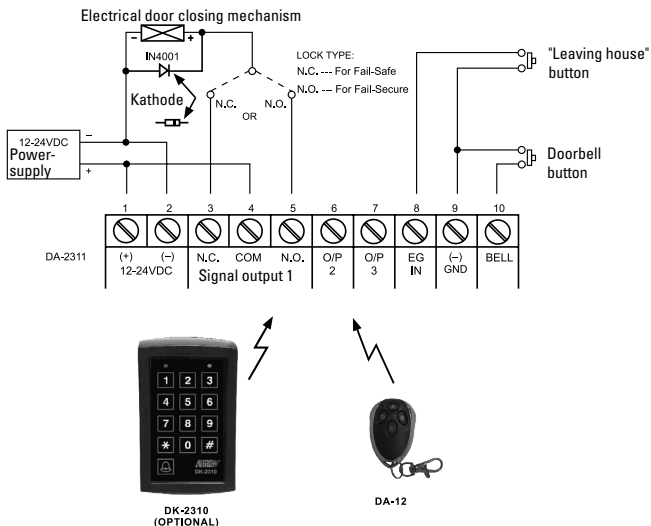 Electrical door closing mechanism
− +
IN4001
Kathode
LOCK TYPE:
N.C. --- For Fail-Safe
N.O. --- For Fail-Secure
N.C. N.O.
OR
"Leaving house"
button
12-24VDC
Power-
supply
−
+
Doorbell
button
1 2 3 4 5 6 7 8 9 10
DA-2311
(+) (−) N.C. COM N.O. O/P O/P EG (−) BELL
12-24VDC Signal output 1 2 3 IN GND
1 2 3
4 5 6
7 8 9
* 0 #
DK-2310
DK-2310
(OPTIONAL)
DA-12